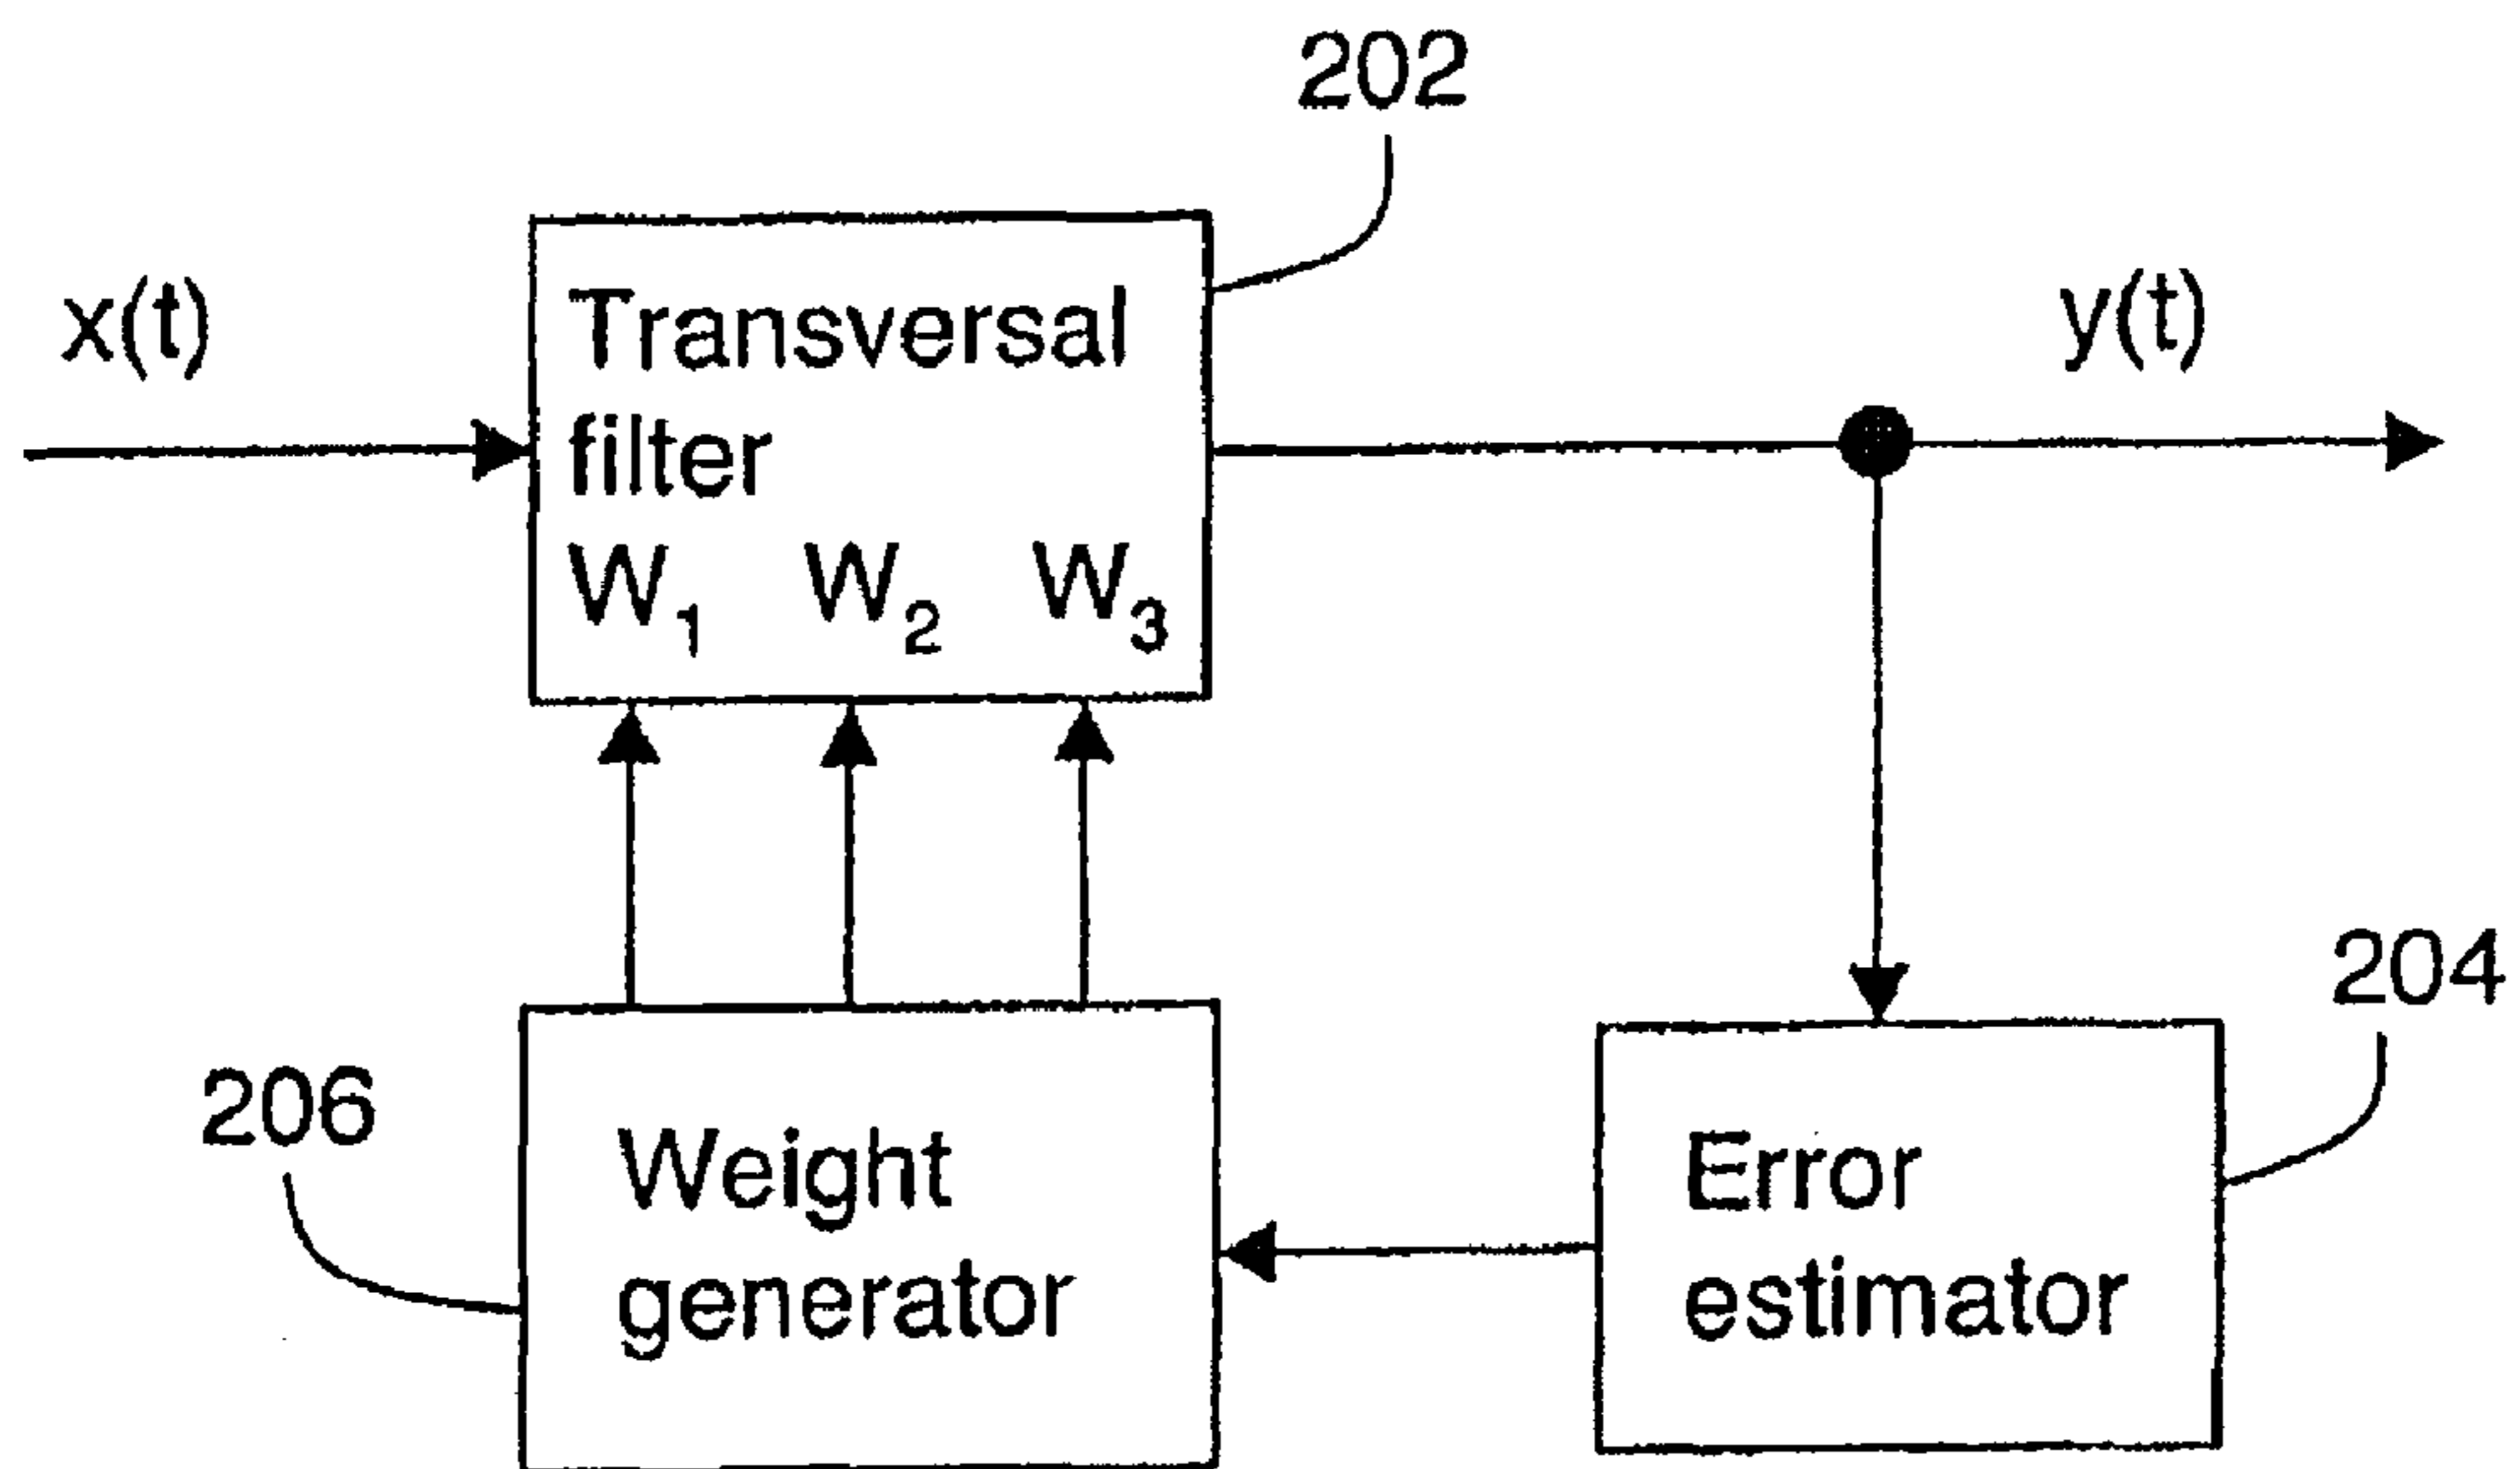 202
x(t)
Transversal
filter
W1 W2 W3
y(t)
204
206
Weight
generator
Error
estimator